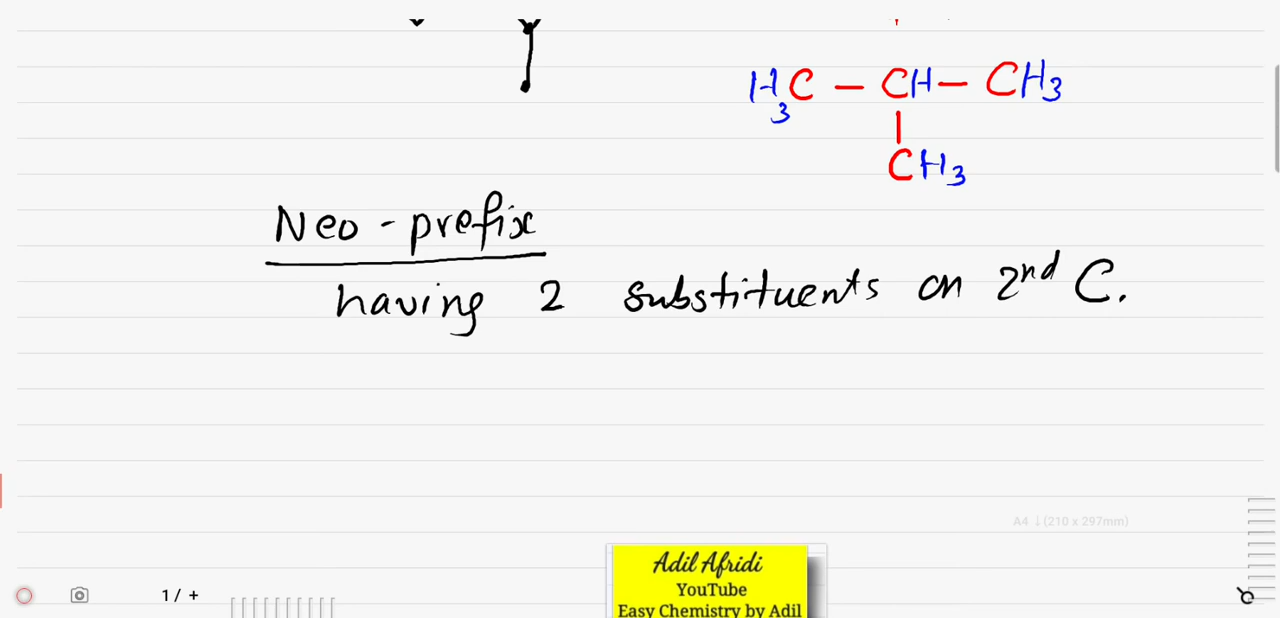 H3C – CH – CH3
|
CH3
Neo - prefix
having 2 substituents on 2nd C.
A4 ↓ (210 x 297mm)
1 / +
Adil Afridi
YouTube
Easy Chemistry by Adil